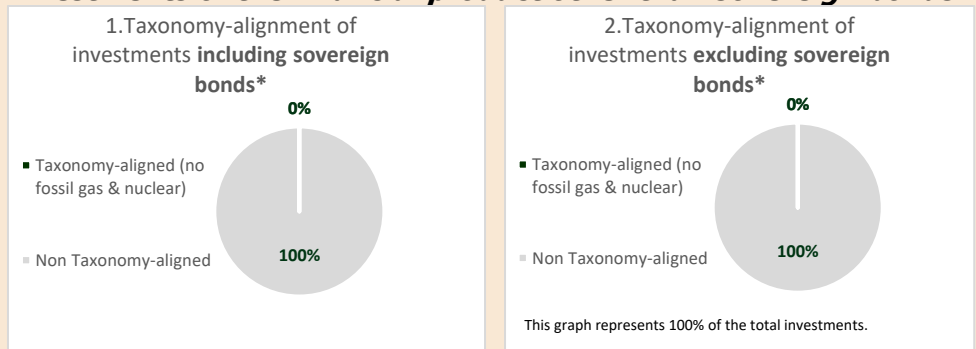 1.Taxonomy-alignment of
investments including sovereign
bonds*
0%
Taxonomy-aligned (no
fossil gas & nuclear)
Non Taxonomy-aligned
100%
2.Taxonomy-alignment of
investments excluding sovereign
bonds*
0%
Taxonomy-aligned (no
fossil gas & nuclear)
Non Taxonomy-aligned
100%
This graph represents 100% of the total investments.